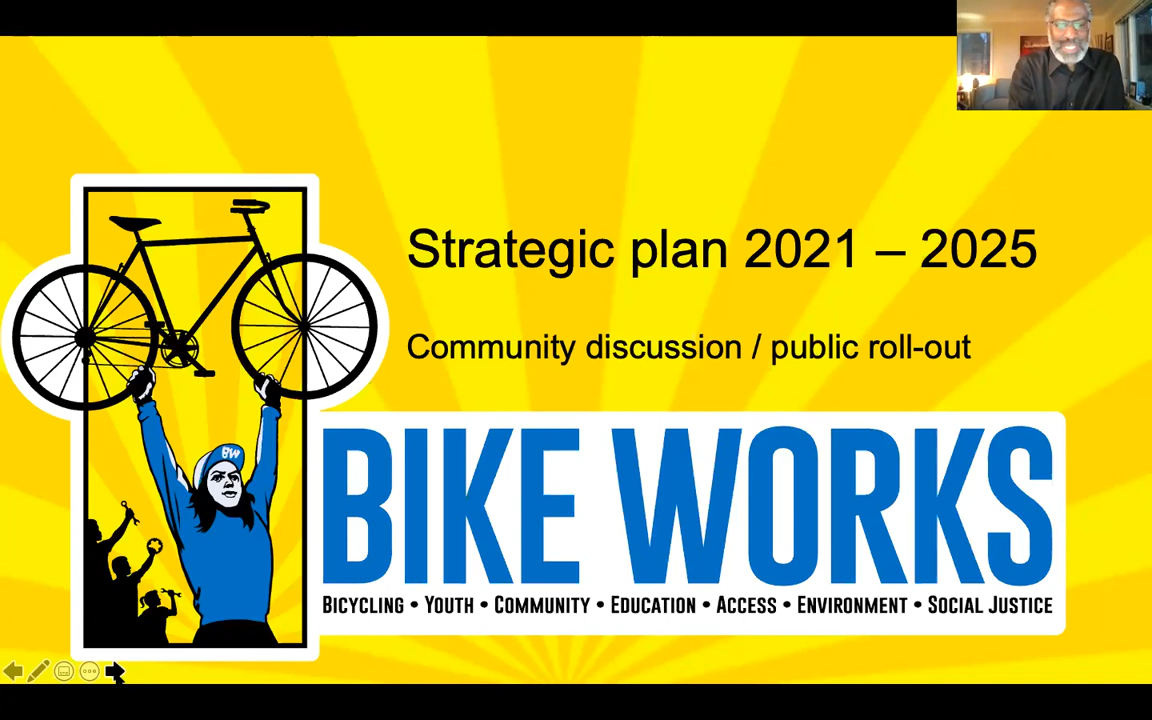 Strategic plan 2021 – 2025
Community discussion / public roll-out
BW
BIKE WORKS
BICYCLING • YOUTH • COMMUNITY • EDUCATION • ACCESS • ENVIRONMENT • SOCIAL JUSTICE